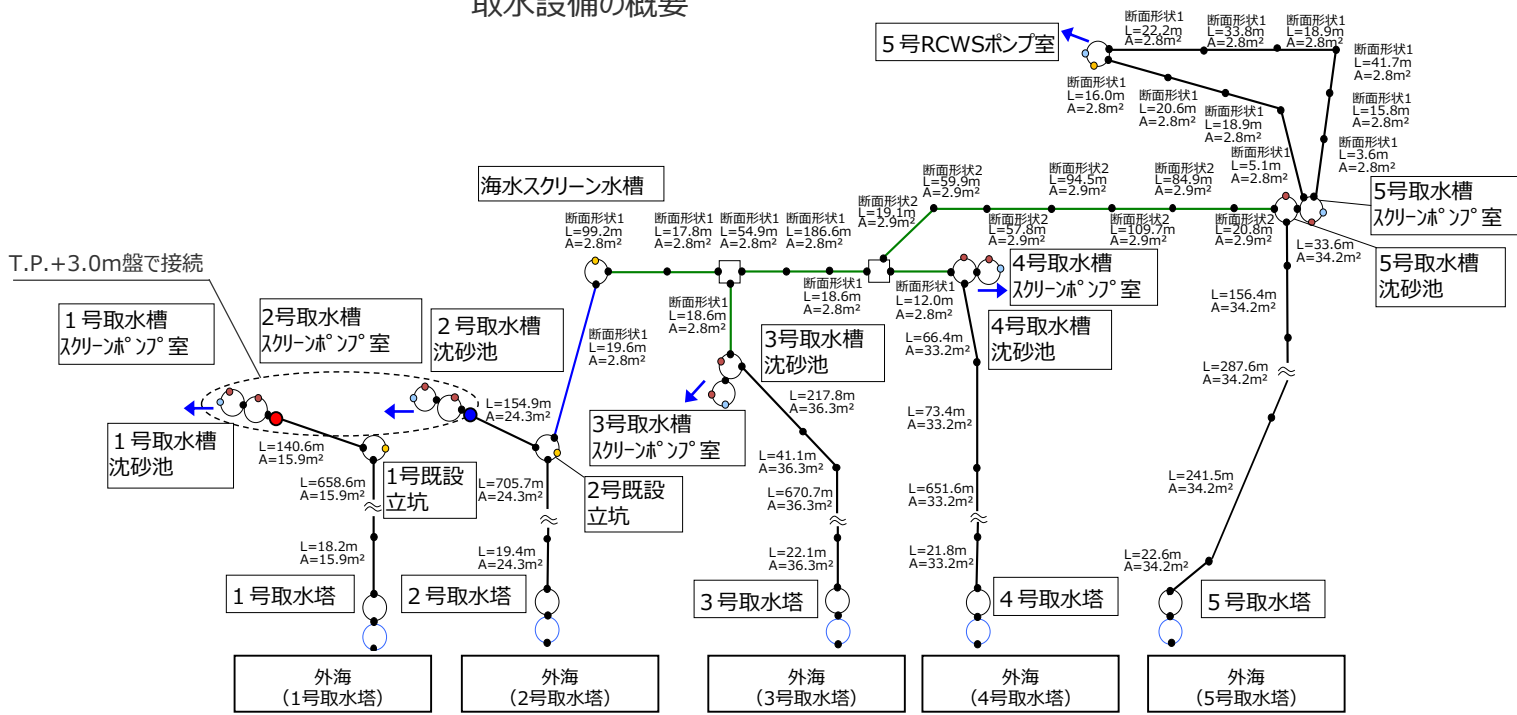 取水設備の概要
5号RCWSポンプ室
断面形状1
L=22.2m
A=2.8m²
断面形状1
L=33.8m
A=2.8m²
断面形状1
L=18.9m
A=2.8m²
断面形状1
L=41.7m
A=2.8m²
断面形状1
L=15.8m
A=2.8m²
断面形状1
L=3.6m
A=2.8m²
断面形状1
L=16.0m
A=2.8m²
断面形状1
L=20.6m
A=2.8m²
断面形状1
L=18.9m
A=2.8m²
断面形状1
L=5.1m
A=2.8m²
海水スクリーン水槽
断面形状1
L=99.2m
A=2.8m²
断面形状1
L=17.8m
A=2.8m²
断面形状1
L=54.9m
A=2.8m²
断面形状1
L=186.6m
A=2.8m²
断面形状2
L=19.1m
A=2.9m²
断面形状2
L=59.9m
A=2.9m²
断面形状2
L=94.5m
A=2.9m²
断面形状2
L=84.9m
A=2.9m²
断面形状2
L=57.8m
A=2.9m²
断面形状2
L=109.7m
A=2.9m²
断面形状2
L=20.8m
A=2.9m²
5号取水槽
スクリーンポンプ室
L=33.6m
A=34.2m²
5号取水槽
沈砂池
T.P.+3.0m盤で接続
1号取水槽
スクリーンポンプ室
2号取水槽
スクリーンポンプ室
2号取水槽
沈砂池
断面形状1
L=19.6m
A=2.8m²
断面形状1
L=18.6m
A=2.8m²
断面形状1
L=18.6m
A=2.8m²
断面形状1
L=12.0m
A=2.8m²
4号取水槽
スクリーンポンプ室
4号取水槽
沈砂池
3号取水槽
沈砂池
L=66.4m
A=33.2m²
L=156.4m
A=34.2m²
L=287.6m
A=34.2m²
1号取水槽
沈砂池
L=140.6m
A=15.9m²
L=154.9m
A=24.3m²
3号取水槽
スクリーンポンプ室
L=217.8m
A=36.3m²
L=73.4m
A=33.2m²
L=41.1m
A=36.3m²
L=658.6m
A=15.9m²
1号既設
立坑
L=705.7m
A=24.3m²
2号既設
立坑
L=670.7m
A=36.3m²
L=651.6m
A=33.2m²
L=241.5m
A=34.2m²
L=18.2m
A=15.9m²
L=19.4m
A=24.3m²
L=22.1m
A=36.3m²
L=21.8m
A=33.2m²
L=22.6m
A=34.2m²
1号取水塔
2号取水塔
3号取水塔
4号取水塔
5号取水塔
外海
(1号取水塔)
外海
(2号取水塔)
外海
(3号取水塔)
外海
(4号取水塔)
外海
(5号取水塔)